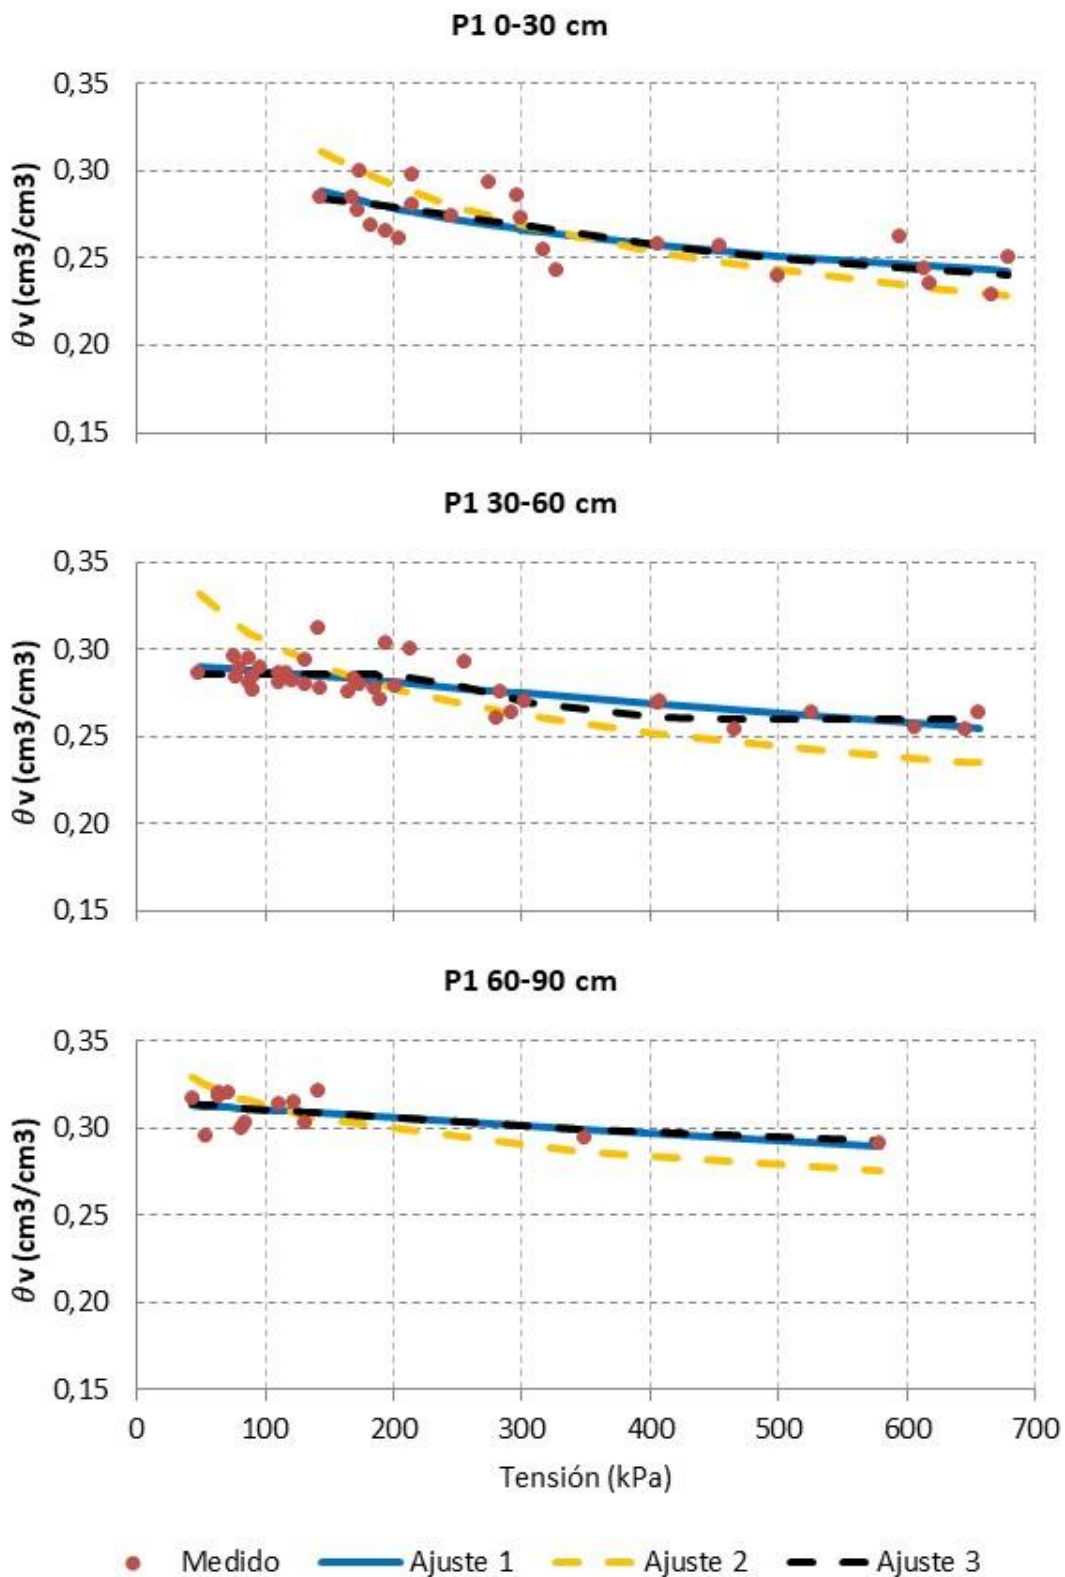 P1 0-30 cm
0,35
0,30
0,25
0,20
0,15
θv (cm3/cm3)
P1 30-60 cm
0,35
0,30
0,25
0,20
0,15
θv (cm3/cm3)
P1 60-90 cm
0,35
0,30
0,25
0,20
0,15
θv (cm3/cm3)
0 100 200 300 400 500 600 700
Tensión (kPa)
Medido Ajuste 1 Ajuste 2 Ajuste 3